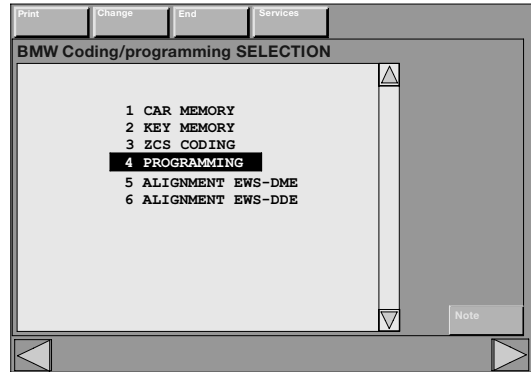 Print Change End Services
BMW Coding/programming SELECTION
1 CAR MEMORY
2 KEY MEMORY
3 ZCS CODING
4 PROGRAMMING
5 ALIGNMENT EWS-DME
6 ALIGNMENT EWS-DDE
Note